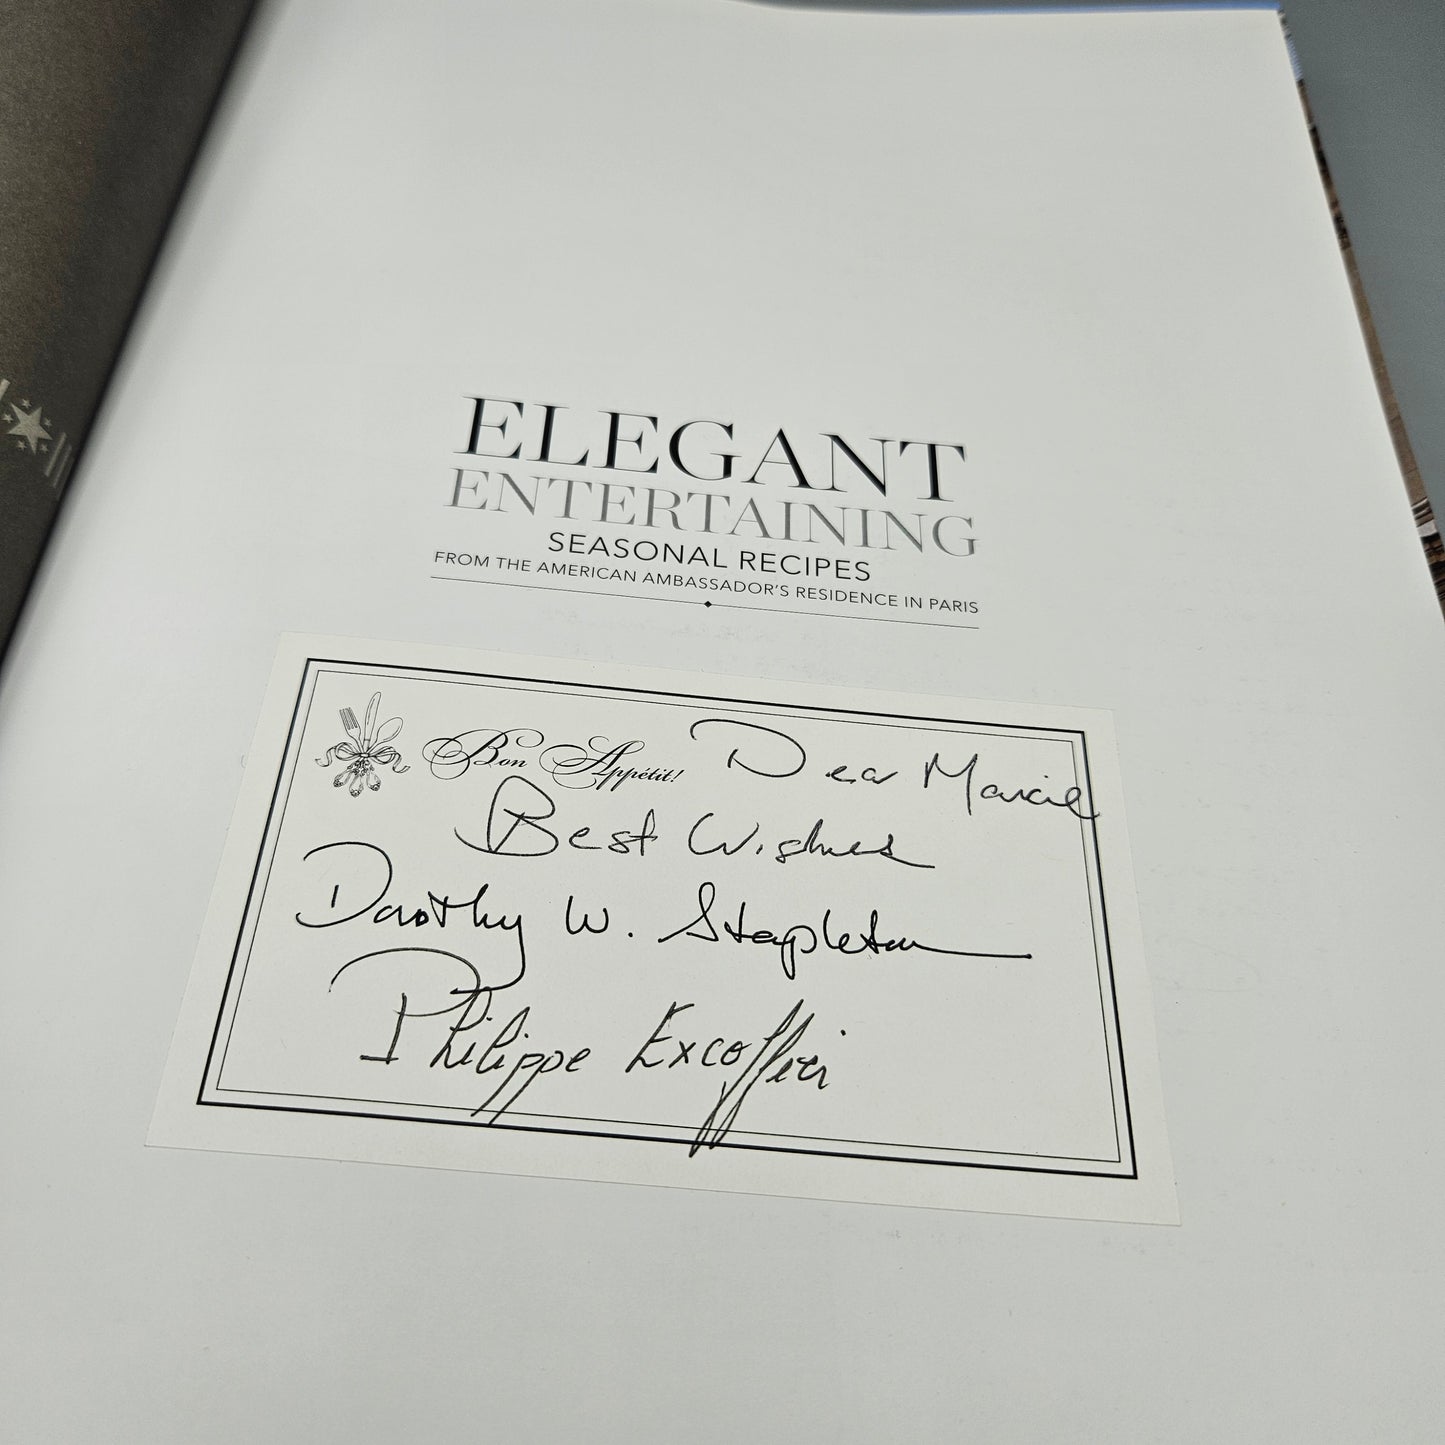 ELEGANT
ENTERTAINING
SEASONAL RECIPES
FROM THE AMERICAN AMBASSADOR'S RESIDENCE IN PARIS
Bon Appétit! Dear Marcie
Best Wishes
Dorothy W. Stapleton
Philippe Excoffier